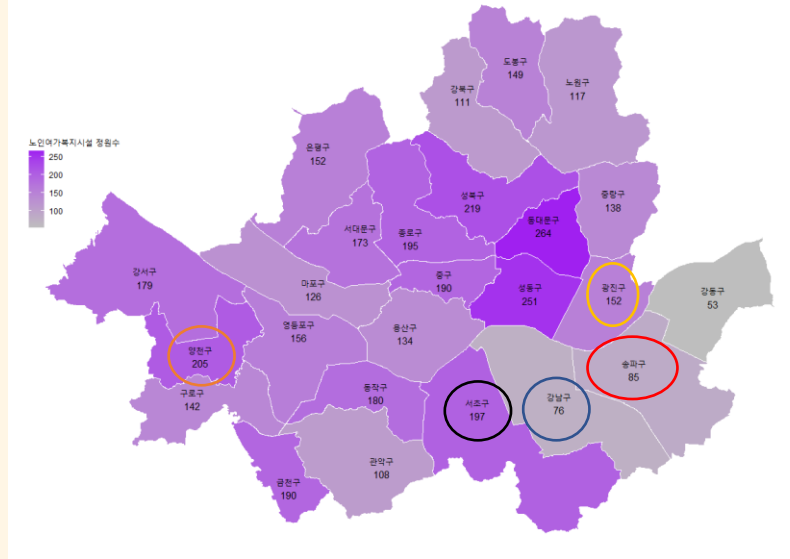 노인여가복지시설 정원수
250
200
150
100
도봉구
149
강북구
111
노원구
117
은평구
152
성북구
219
중랑구
138
동대문구
264
서대문구
173
종로구
195
강서구
179
마포구
126
중구
190
성동구
251
광진구
152
강동구
53
영등포구
156
용산구
134
양천구
205
송파구
85
구로구
142
동작구
180
서초구
197
강남구
76
관악구
108
금천구
190